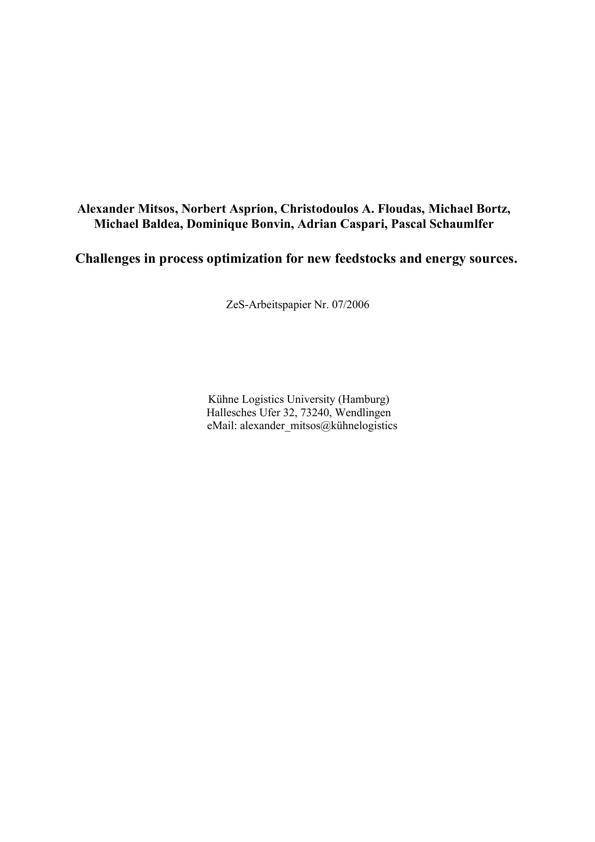 Alexander Mitsos, Norbert Asprion, Christodoulos A. Floudas, Michael Bortz,
Michael Baldea, Dominique Bonvin, Adrian Caspari, Pascal Schaumlfer
Challenges in process optimization for new feedstocks and energy sources.
ZeS-Arbeitspapier Nr. 07/2006
Kühne Logistics University (Hamburg)
Hallesches Ufer 32, 73240, Wendlingen
eMail: alexander_mitsos@kühnelogistics